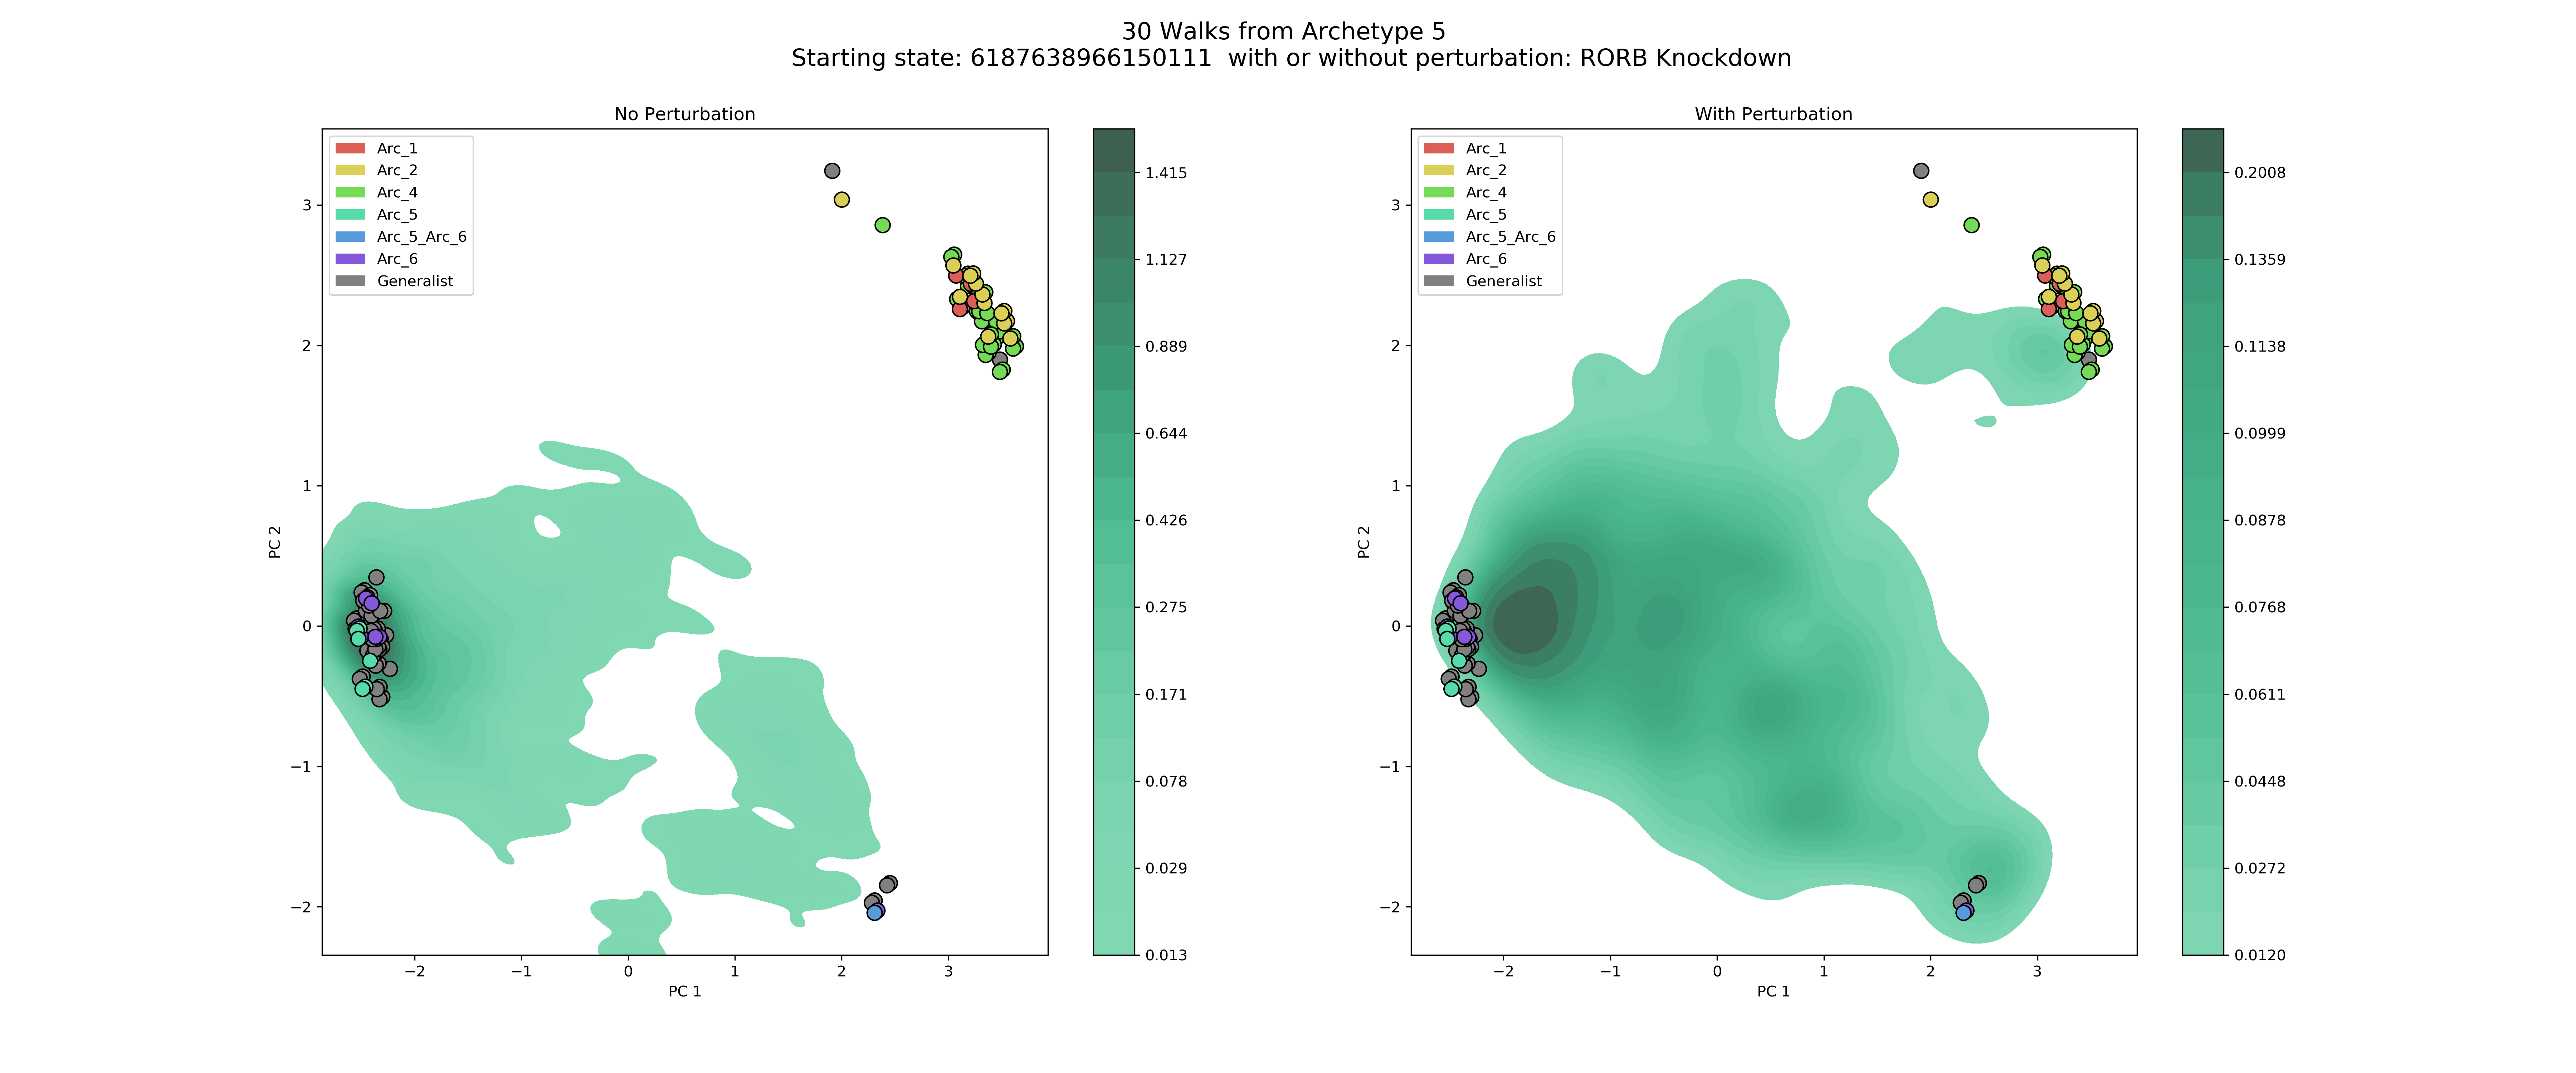 30 Walks from Archetype 5
Starting state: 6187638966150111  with or without perturbation: RORB Knockdown
No Perturbation
Arc_1
Arc_2
Arc_4
Arc_5
Arc_5_Arc_6
Arc_6
Generalist
3
2
1
0
−1
−2
PC 2
−2
−1
0
1
2
3
PC 1
1.415
1.127
0.889
0.644
0.426
0.275
0.171
0.078
0.029
0.013
With Perturbation
Arc_1
Arc_2
Arc_4
Arc_5
Arc_5_Arc_6
Arc_6
Generalist
3
2
1
0
−1
−2
PC 2
−2
−1
0
1
2
3
PC 1
0.2008
0.1359
0.1138
0.0999
0.0878
0.0768
0.0611
0.0448
0.0272
0.0120